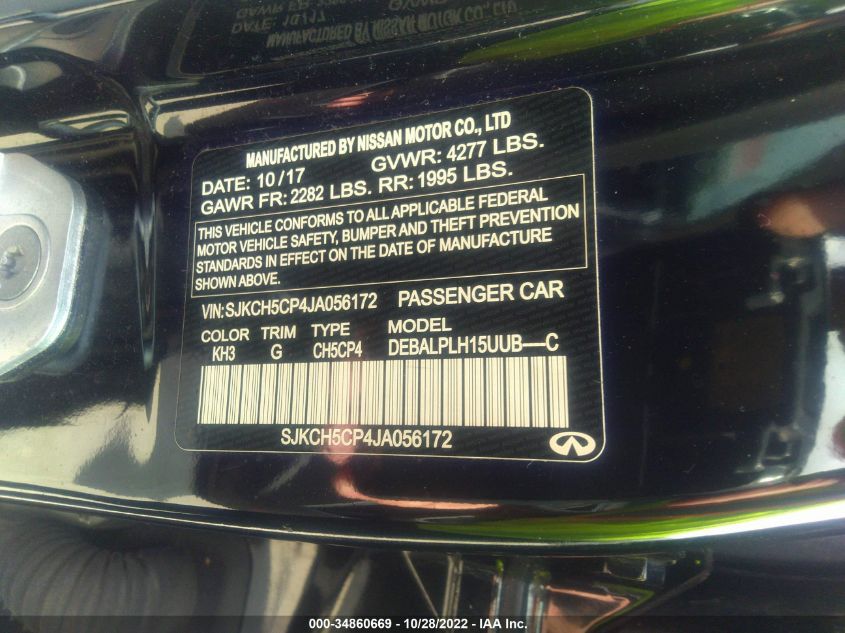 MANUFACTURED BY NISSAN MOTOR CO., LTD
DATE: 10/17 GVWR: 4277 LBS.
GAWR FR: 2282 LBS. RR: 1995 LBS.
THIS VEHICLE CONFORMS TO ALL APPLICABLE FEDERAL
MOTOR VEHICLE SAFETY, BUMPER AND THEFT PREVENTION
STANDARDS IN EFFECT ON THE DATE OF MANUFACTURE
SHOWN ABOVE.
VIN: SJKCH5CP4JA056172 PASSENGER CAR
COLOR TRIM TYPE MODEL
KH3 G CH5CP4 DEBALPLH15UUB----C
SJKCH5CP4JA056172
000-34860669 - 10/28/2022 - IAA Inc.